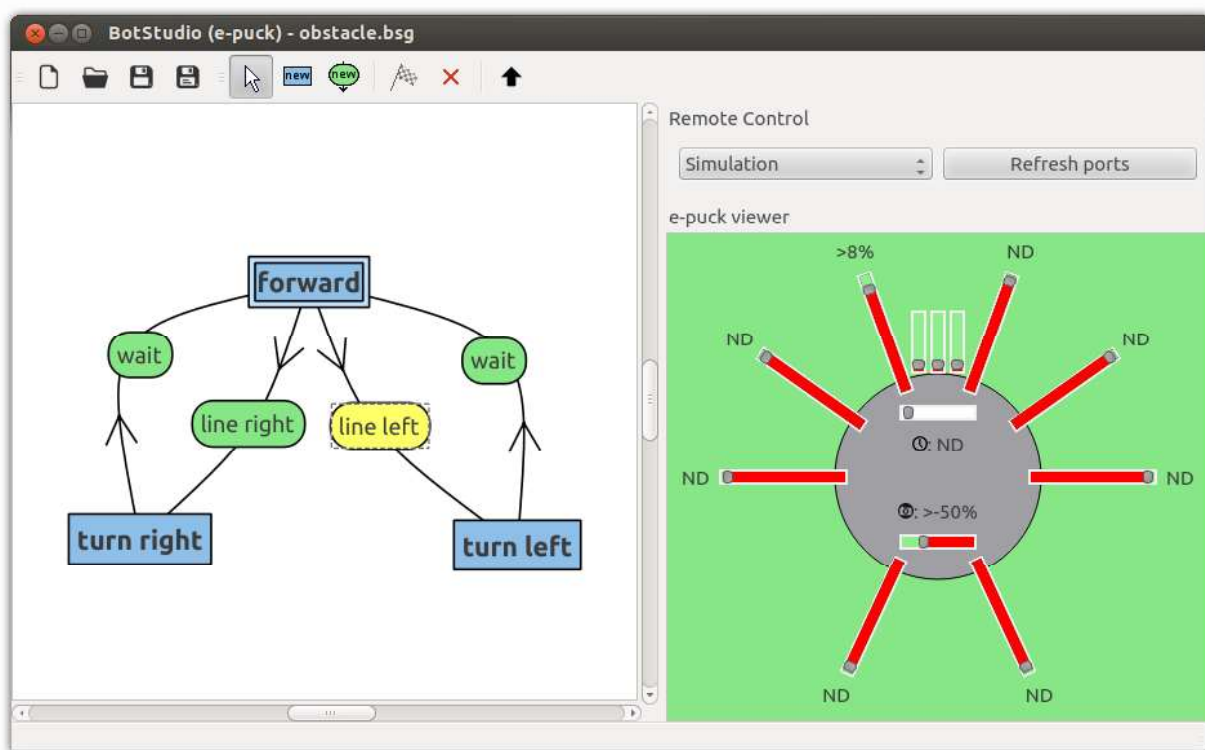 BotStudio (e-puck) - obstacle.bsg
new
new
Remote Control
Simulation
Refresh ports
e-puck viewer
forward
wait
wait
line right
line left
turn right
turn left
>8%
ND
ND
ND
: ND
ND
ND
: >-50%
ND
ND